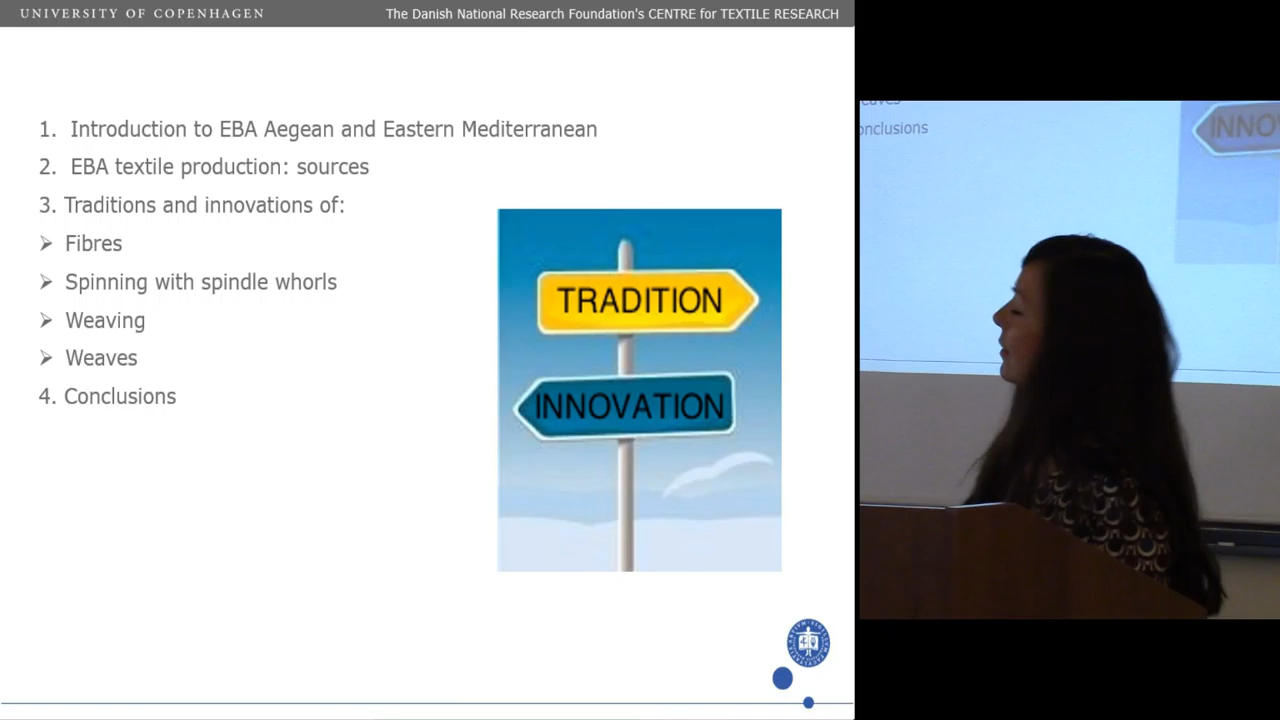 UNIVERSITY OF COPENHAGEN
The Danish National Research Foundation's CENTRE for TEXTILE RESEARCH
1. Introduction to EBA Aegean and Eastern Mediterranean
2. EBA textile production: sources
3. Traditions and innovations of:
Fibres
Spinning with spindle whorls
Weaving
Weaves
4. Conclusions
TRADITION
INNOVATION
onclusions
INNO